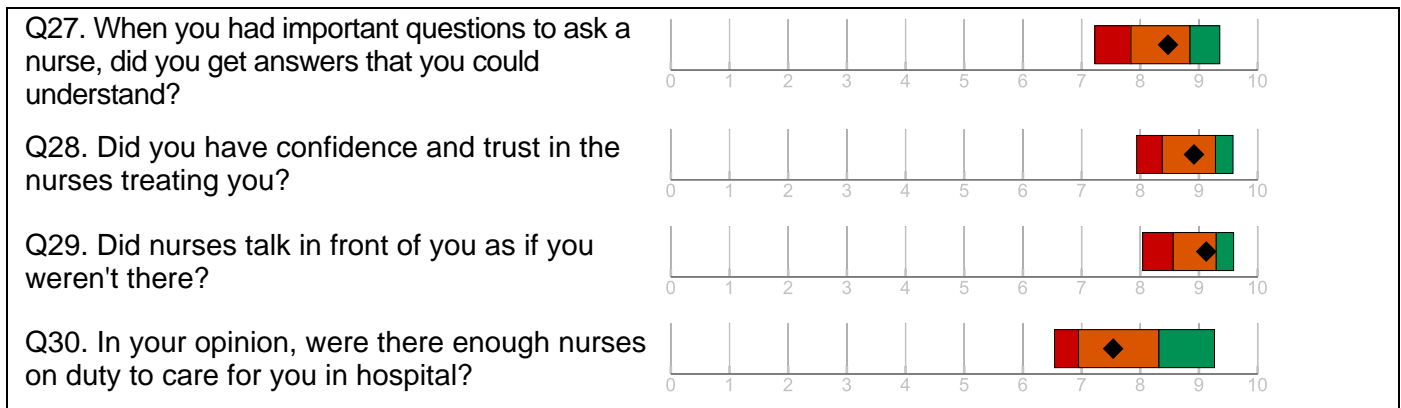 Q27. When you had important questions to ask a
nurse, did you get answers that you could
understand?
0 1 2 3 4 5 6 7 8 9 10
Q28. Did you have confidence and trust in the
nurses treating you?
0 1 2 3 4 5 6 7 8 9 10
Q29. Did nurses talk in front of you as if you
weren't there?
0 1 2 3 4 5 6 7 8 9 10
Q30. In your opinion, were there enough nurses
on duty to care for you in hospital?
0 1 2 3 4 5 6 7 8 9 10